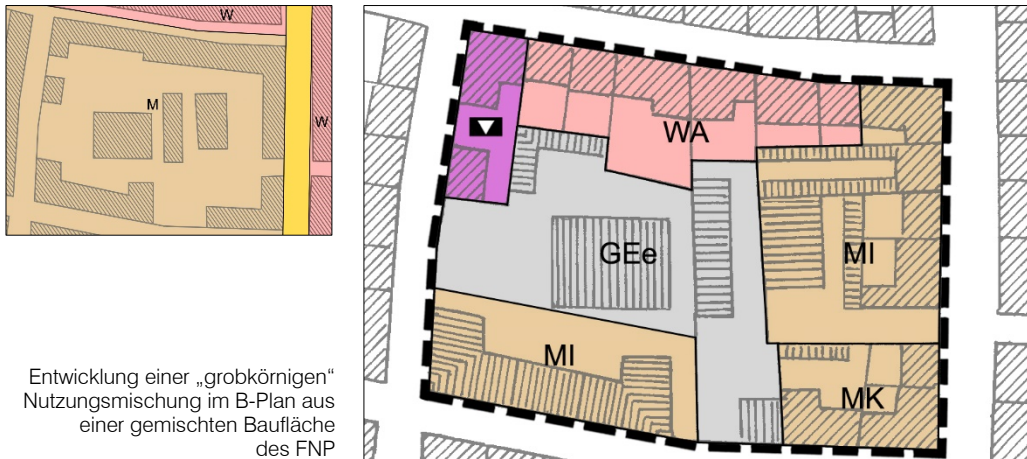 W
M
W
WA
GEe
MI
MI
MK
Entwicklung einer „grobkörnigen“
Nutzungsmischung im B-Plan aus
einer gemischten Baufläche
des FNP